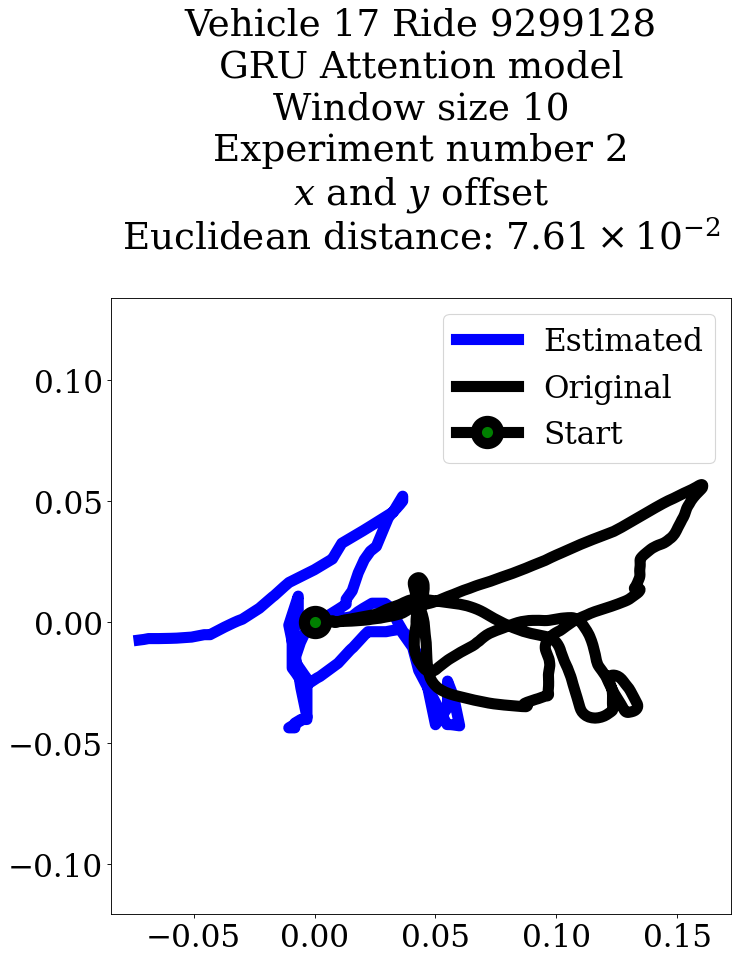 Vehicle 17 Ride 9299128
GRU Attention model
Window size 10
Experiment number 2
x and y offset
Euclidean distance: 7.61 × 10⁻²
Estimated
Original
Start
0.10
0.05
0.00
−0.05
−0.10
−0.05 0.00 0.05 0.10 0.15